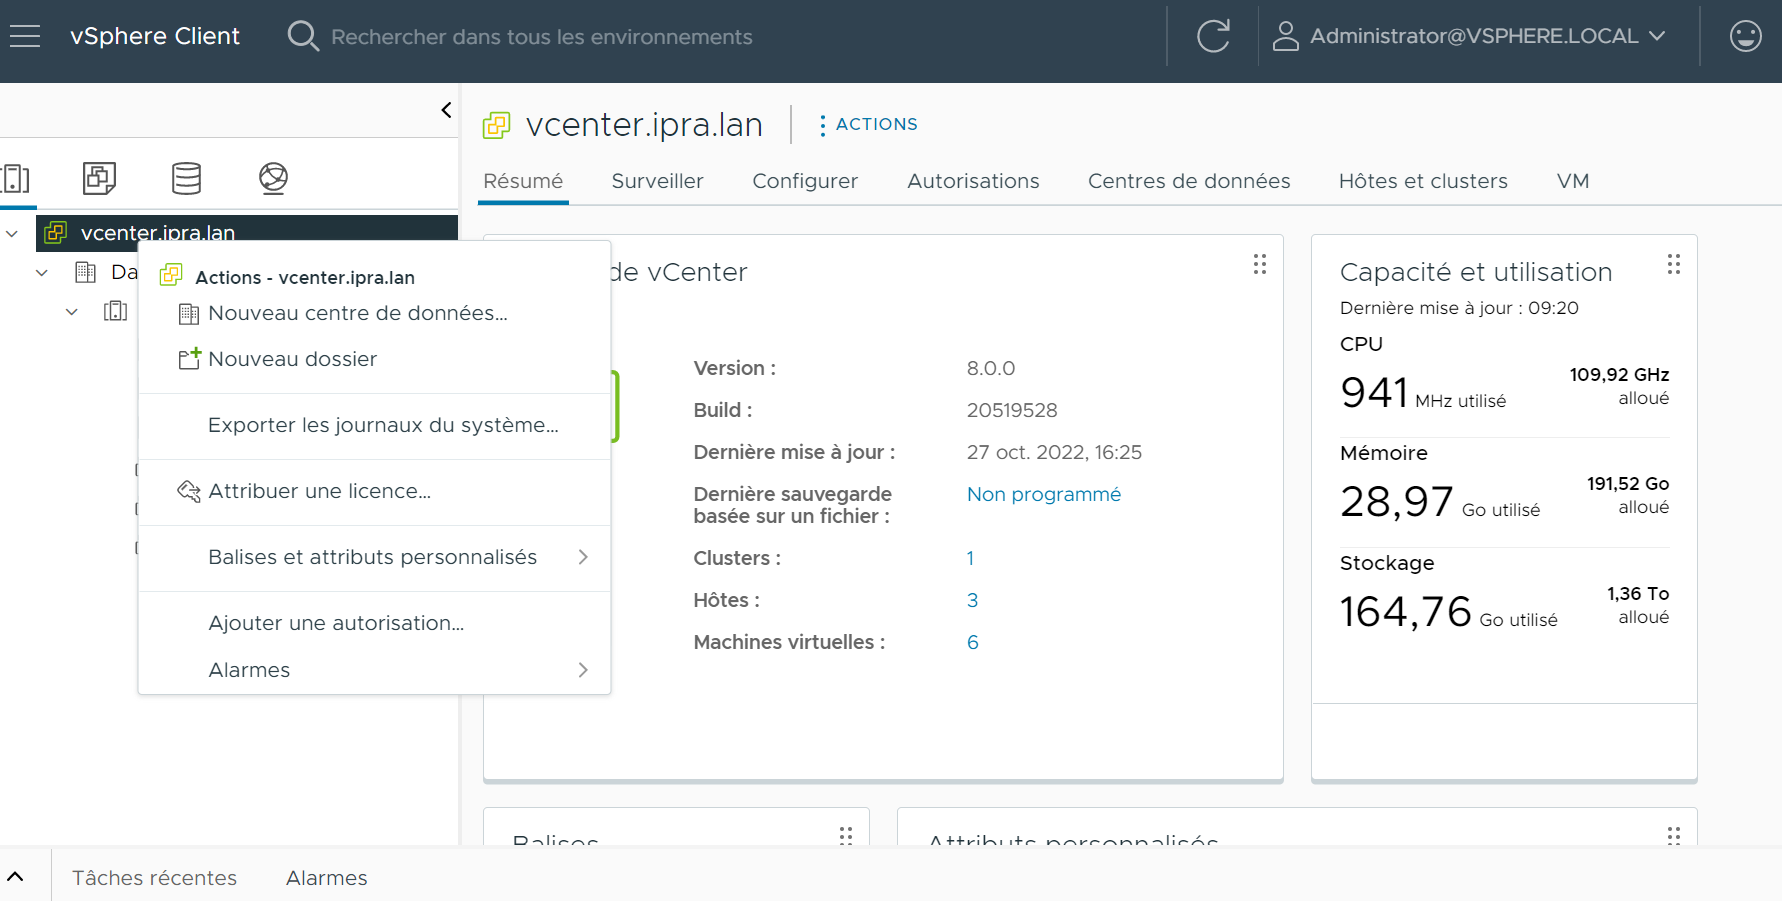 vSphere Client
Rechercher dans tous les environnements
Administrator@VSPHERE.LOCAL
vcenter.ipra.lan
ACTIONS
Résumé
Surveiller
Configurer
Autorisations
Centres de données
Hôtes et clusters
VM
vcenter.ipra.lan
Da
Actions - vcenter.ipra.lan
Nouveau centre de données...
Nouveau dossier
Exporter les journaux du système...
Attribuer une licence...
Balises et attributs personnalisés
Ajouter une autorisation...
Alarmes
de vCenter
Version :
8.0.0
Build :
20519528
Dernière mise à jour :
27 oct. 2022, 16:25
Dernière sauvegarde
basée sur un fichier :
Non programmé
Clusters :
1
Hôtes :
3
Machines virtuelles :
6
Capacité et utilisation
Dernière mise à jour : 09:20
CPU
941 MHz utilisé
109,92 GHz
alloué
Mémoire
28,97 Go utilisé
191,52 Go
alloué
Stockage
164,76 Go utilisé
1,36 To
alloué
Balises
Attributs personnalisés
Tâches récentes
Alarmes